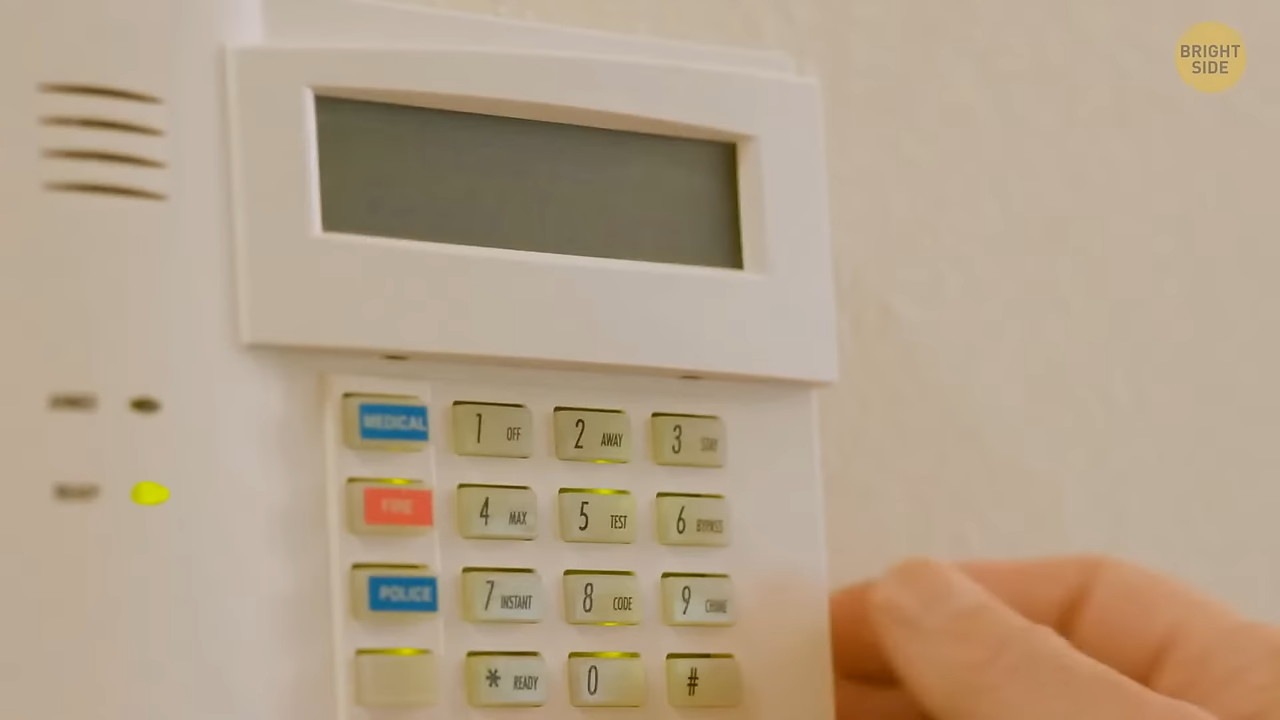 BRIGHT
SIDE
MEDICAL
1 OFF
2 AWAY
3 STAY
FIRE
4 MAX
5 TEST
6 BYPASS
POLICE
7 INSTANT
8 CODE
9 CHIME
* READY
0
#